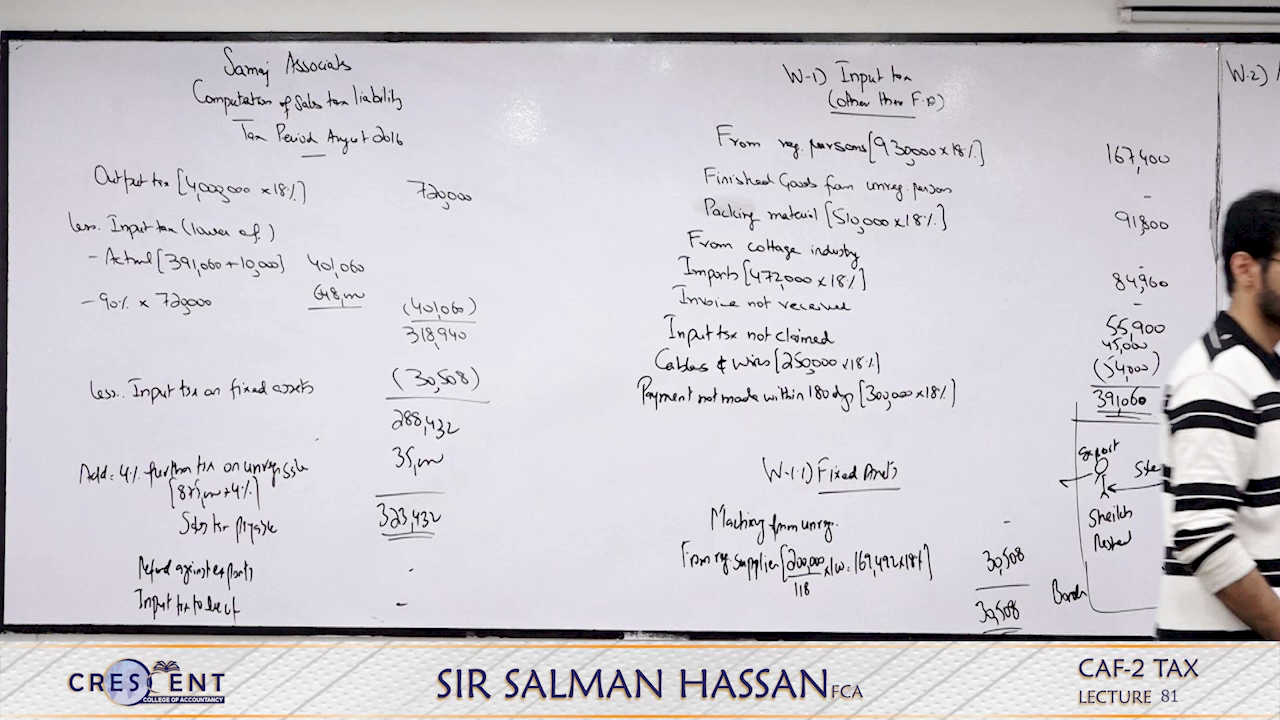 Samaj Associates
Computation of Sales tax liability
Tax Period August 2016
Output tax [4,000,000 x 18%] 720,000
Less. Input tax (lower of.)
- Actual [391,060 + 10,000] 401,060
- 90% x 720,000 648,000 (401,060)
318,940
Less.. Input tax on fixed assets (30,508)
288,432
Add: 4% further tax on unreg. sale 35,000
[875,000 x 4%]
Sales tax payable 323,432
Refund against exports -
Input tax to be c/f -
W-1) Input tax
(other than F.A)
From reg. persons [930,000 x 18%] 167,400
Finished Goods from unreg. person -
Packing material [510,000 x 18%] 91,800
From cottage industry -
Imports [472,000 x 18%] 84,960
Invoice not received -
Input tax not claimed 55,900
Cables & wires [250,000 x 18%] 45,000
Payment not made within 180 days [300,000 x 18%] (54,000)
391,060
W-1.1) Fixed Assets
Machinery from unreg. -
From reg. supplier [200,000/118 x 100 = 169,492 x 18%] 30,508
30,508
export
Sheikh
Border
W-2)
CRESCENT
COLLEGE OF ACCOUNTANCY
SIR SALMAN HASSAN FCA
CAF-2 TAX
LECTURE 81